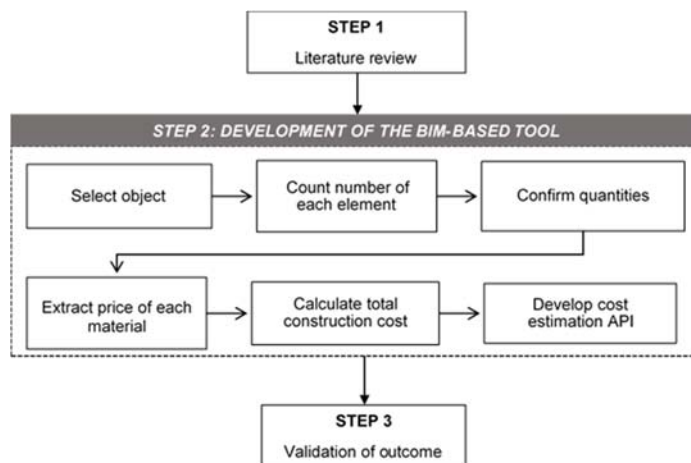 STEP 1
Literature review
STEP 2: DEVELOPMENT OF THE BIM-BASED TOOL
Select object
Count number of
each element
Confirm quantities
Extract price of each
material
Calculate total
construction cost
Develop cost
estimation API
STEP 3
Validation of outcome